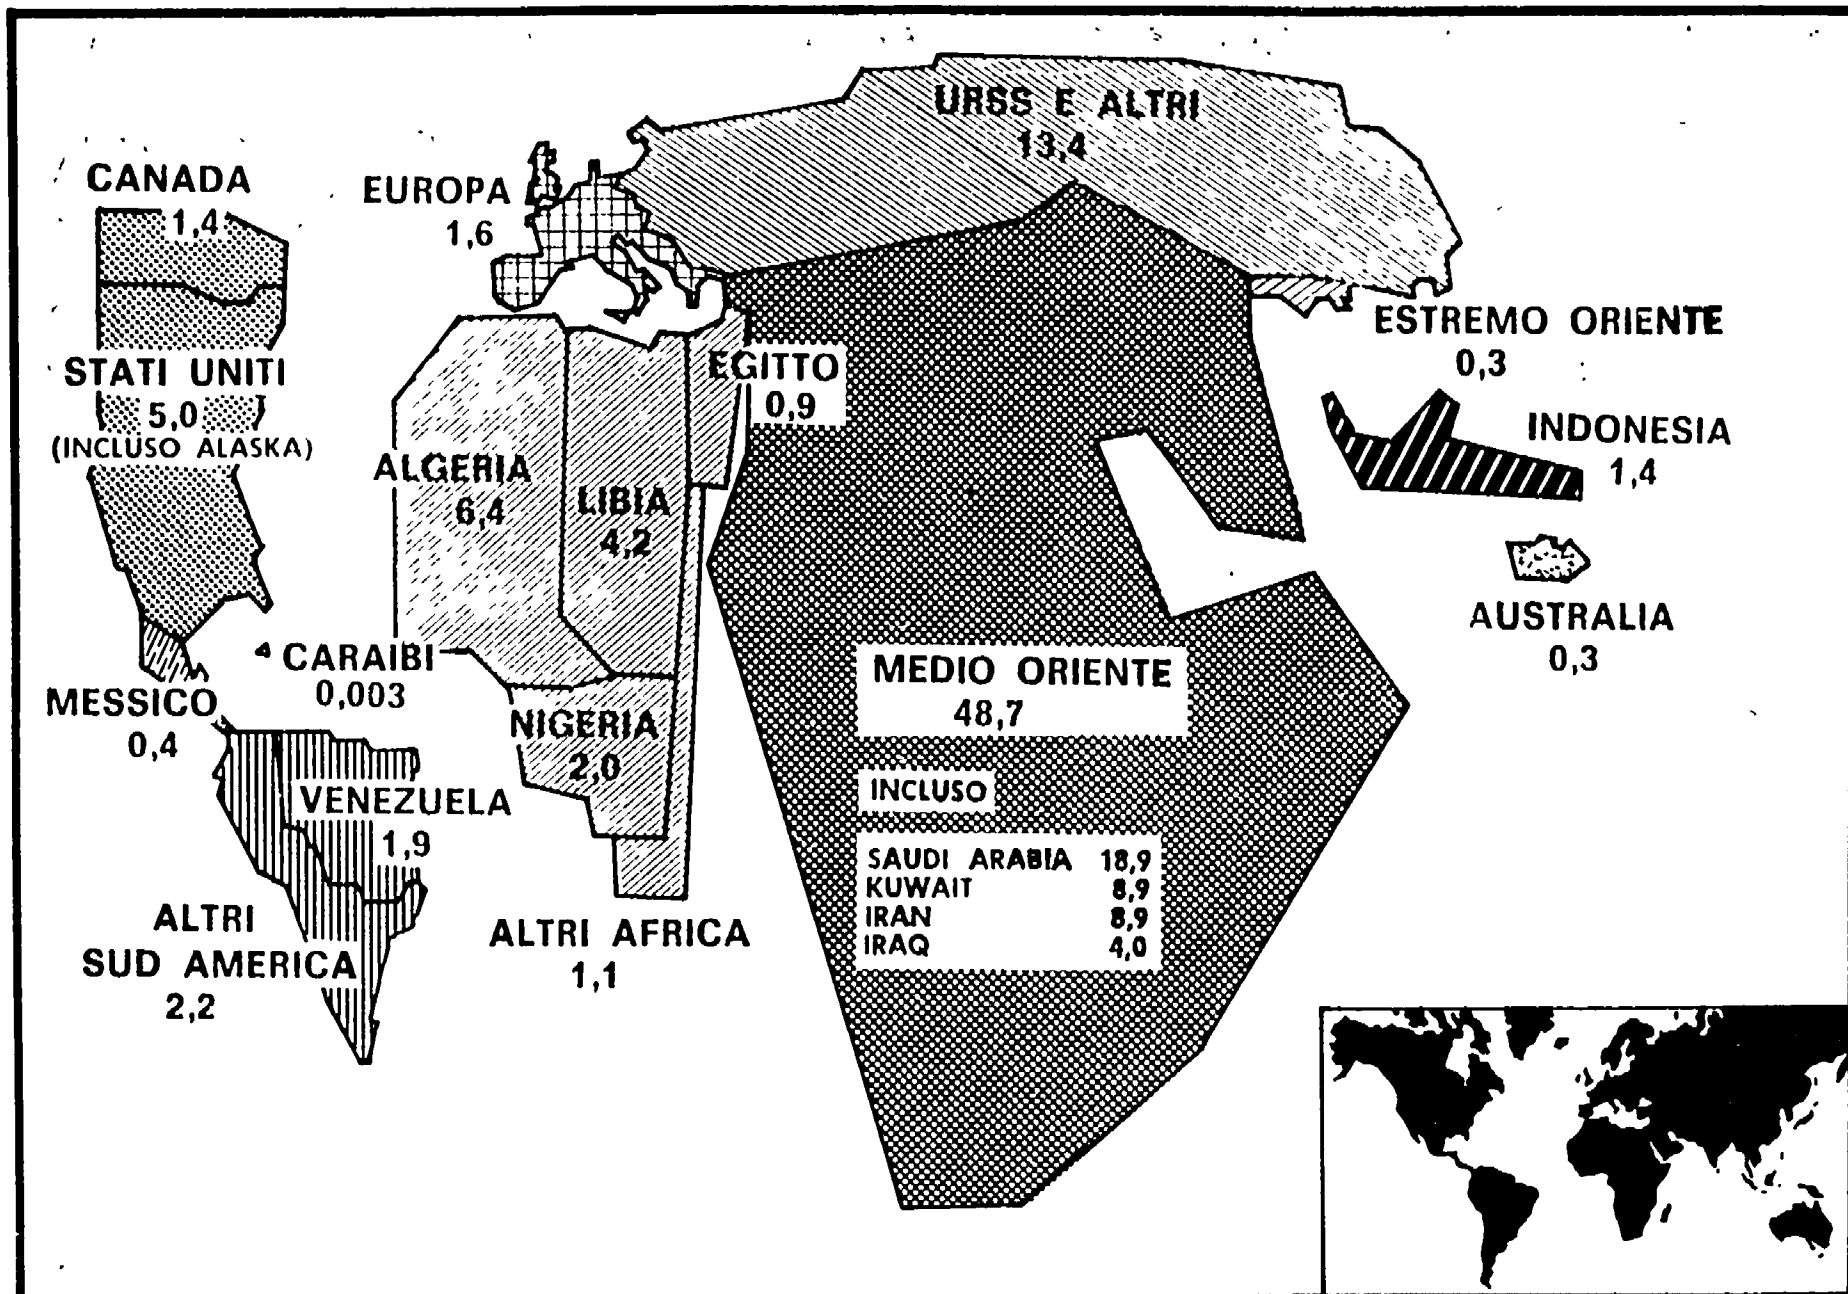 URSS E ALTRI
13,4
CANADA
1,4
EUROPA
1,6
STATI UNITI
5,0
(INCLUSO ALASKA)
EGITTO
0,9
ESTREMO ORIENTE
0,3
INDONESIA
1,4
ALGERIA
6,4
LIBIA
4,2
AUSTRALIA
0,3
CARAIBI
0,003
MESSICO
0,4
NIGERIA
2,0
MEDIO ORIENTE
48,7
INCLUSO
SAUDI ARABIA 18,9
KUWAIT 8,9
IRAN 8,9
IRAQ 4,0
VENEZUELA
1,9
ALTRI
SUD AMERICA
2,2
ALTRI AFRICA
1,1